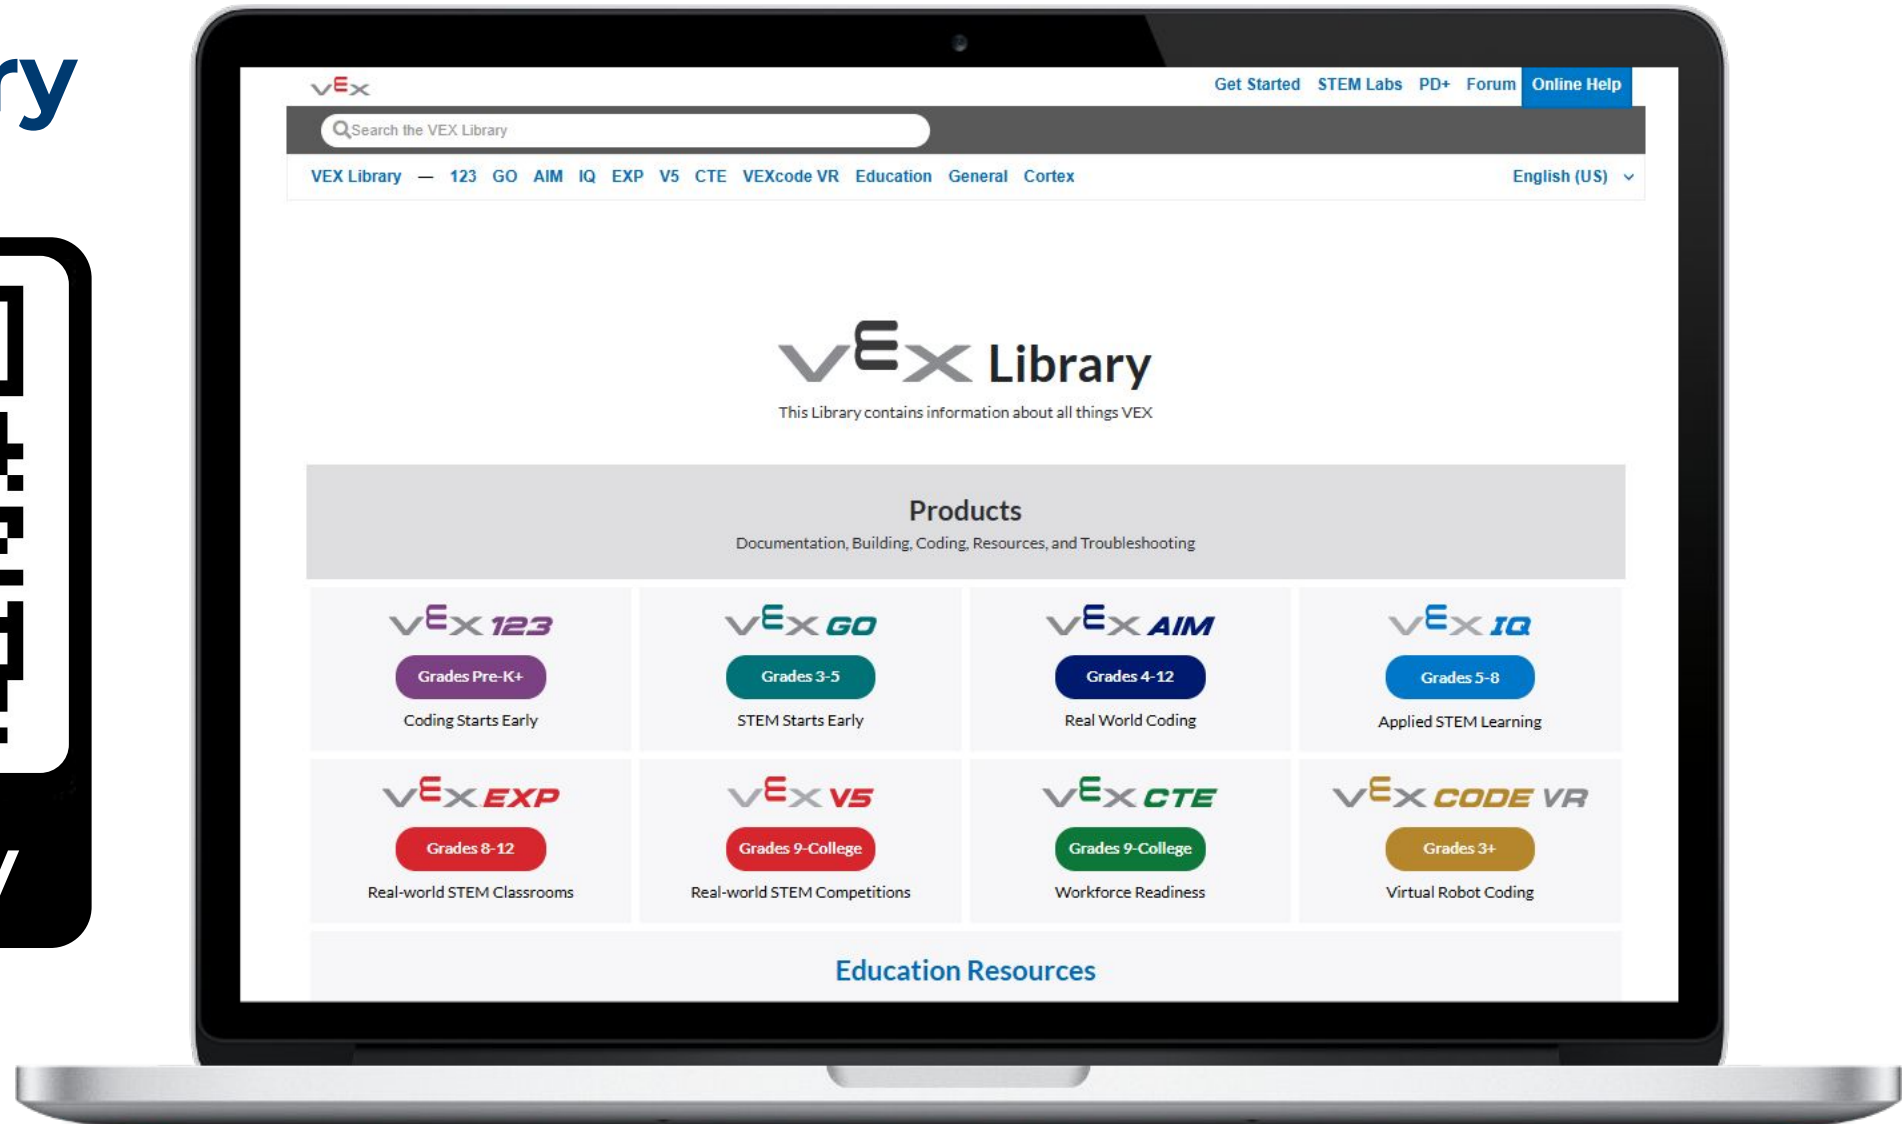 ry
y
VEX
Get Started STEM Labs PD+ Forum Online Help
Search the VEX Library
VEX Library — 123 GO AIM IQ EXP V5 CTE VEXcode VR Education General Cortex
English (US)
VEX Library
This Library contains information about all things VEX
Products
Documentation, Building, Coding, Resources, and Troubleshooting
VEX 123
Grades Pre-K+
Coding Starts Early
VEX GO
Grades 3-5
STEM Starts Early
VEX AIM
Grades 4-12
Real World Coding
VEX IQ
Grades 5-8
Applied STEM Learning
VEX EXP
Grades 8-12
Real-world STEM Classrooms
VEX V5
Grades 9-College
Real-world STEM Competitions
VEX CTE
Grades 9-College
Workforce Readiness
VEX CODE VR
Grades 3+
Virtual Robot Coding
Education Resources